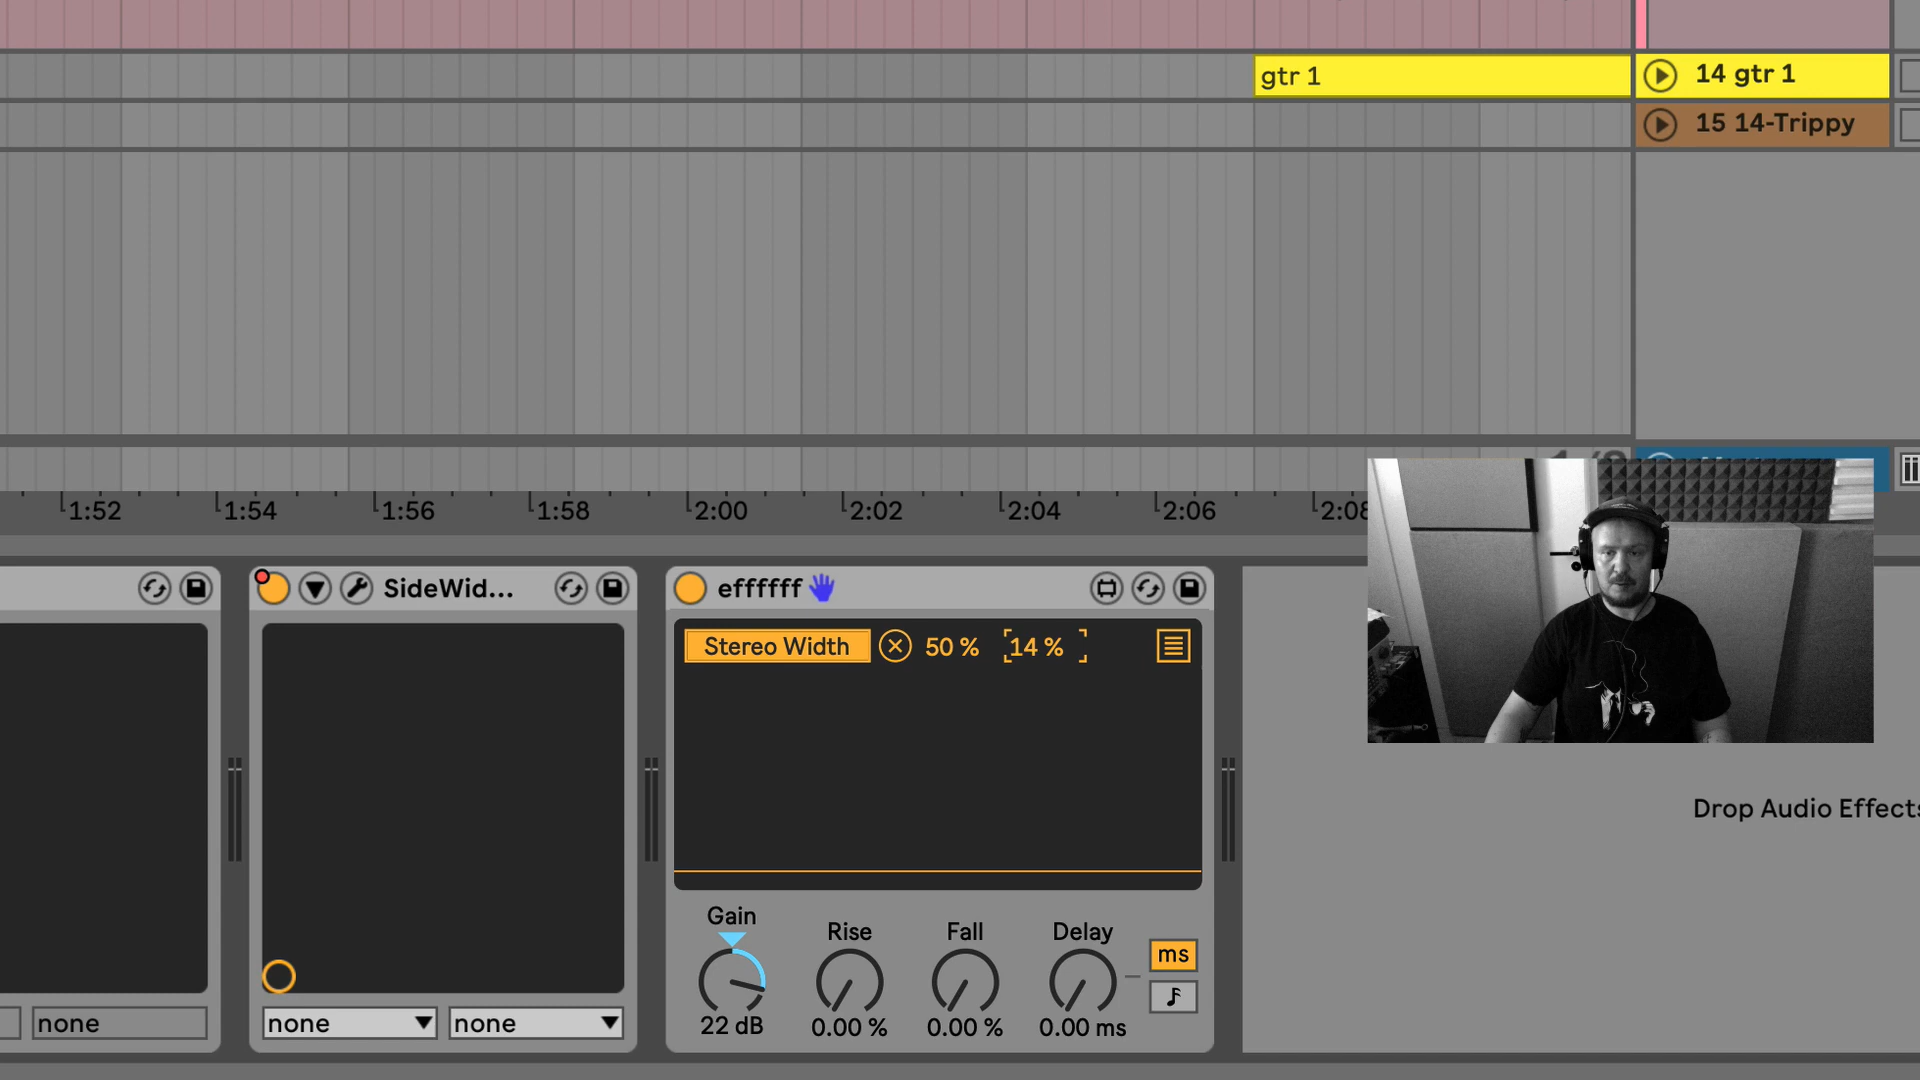 gtr 1
14 gtr 1
15 14-Trippy
1:52
1:54
1:56
1:58
2:00
2:02
2:04
2:06
2:08
SideWid...
effffff
Stereo Width
50 %
14 %
Drop Audio Effects
Gain
Rise
Fall
Delay
ms
22 dB
0.00 %
0.00 %
0.00 ms
none
none
none